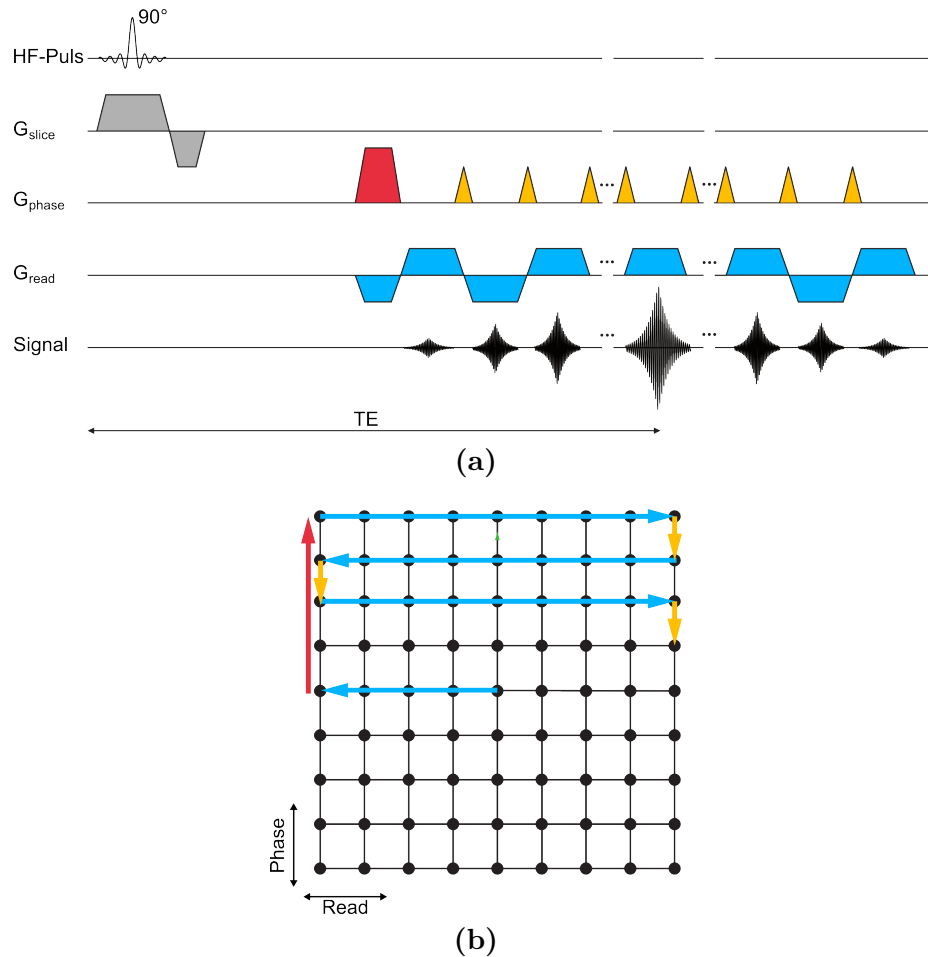 90°
HF-Puls
Gslice
Gphase
... ...
Gread
... ...
Signal
... ...
TE
(a)
Phase
Read
(b)